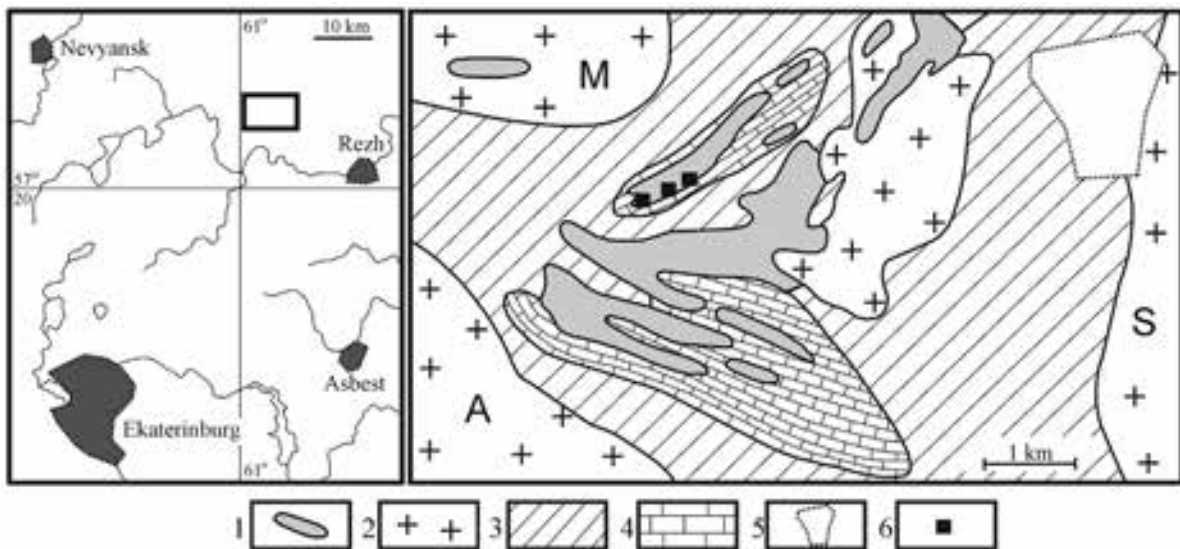 61°
10 km
Nevyansk
Rezh
57°
20
Asbest
Ekaterinburg
61°
M
A
S
1 km
1 2 3 4 5 6